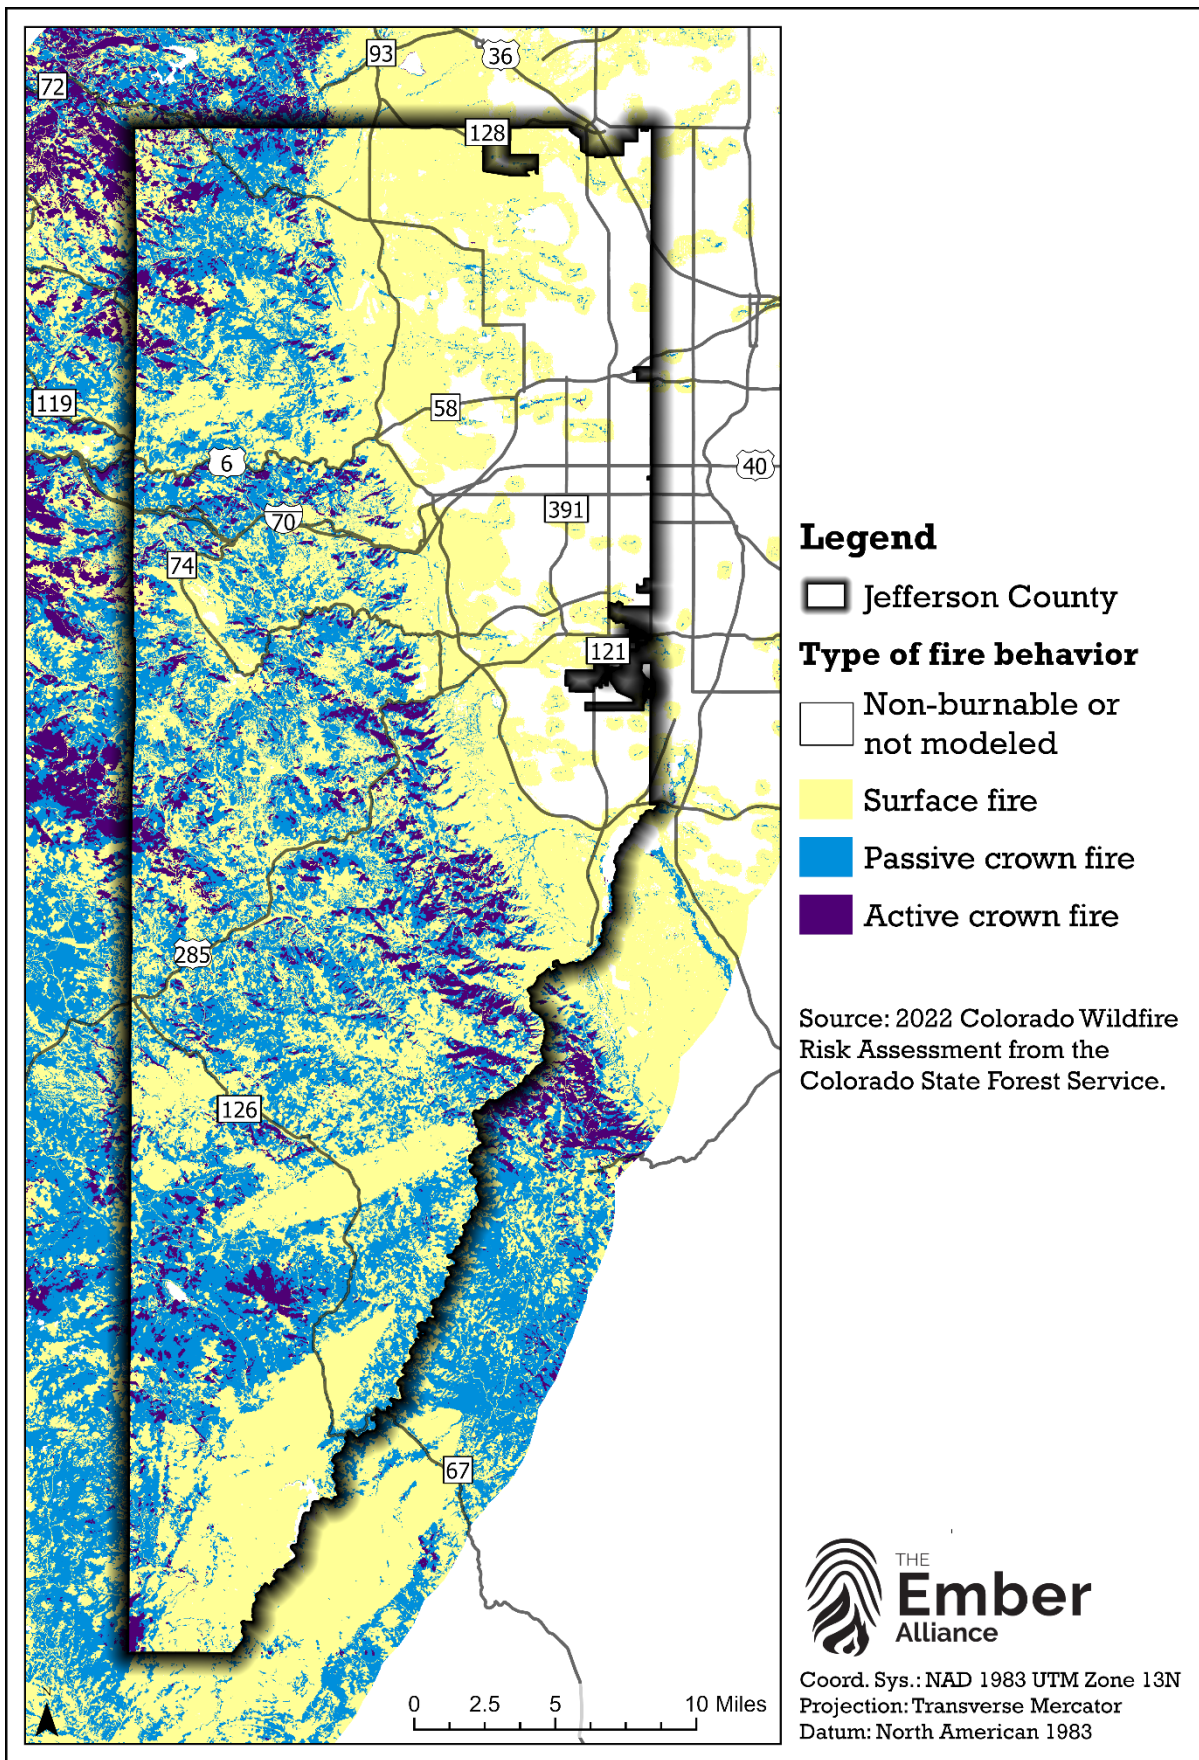 93
36
72
128
119
58
6
40
391
70
74
121
285
126
67
N
0 2.5 5 10 Miles
Legend
Jefferson County
Type of fire behavior
Non-burnable or
not modeled
Surface fire
Passive crown fire
Active crown fire
Source: 2022 Colorado Wildfire
Risk Assessment from the
Colorado State Forest Service.
THE
Ember
Alliance
Coord. Sys.: NAD 1983 UTM Zone 13N
Projection: Transverse Mercator
Datum: North American 1983